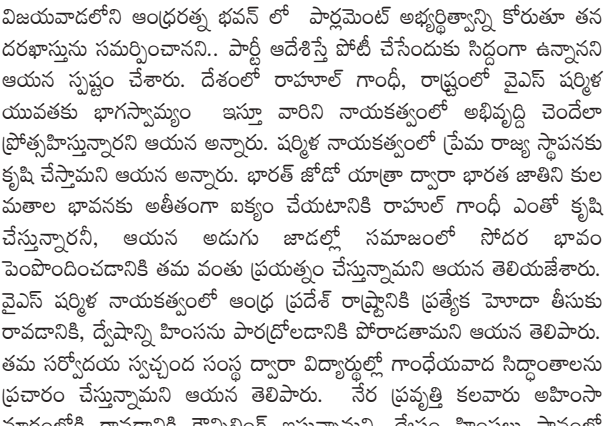 విజయవాడలోని ఆంధ్రరత్న భవన్ లో పార్లమెంట్ అభ్యర్థిత్వాన్ని కోరుతూ తన
దరఖాస్తును సమర్పించానని.. పార్టీ ఆదేశిస్తే పోటీ చేసేందుకు సిద్దంగా ఉన్నానని
ఆయన స్పష్టం చేశారు. దేశంలో రాహూల్ గాంధీ, రాష్ట్రంలో వైఎస్ షర్మిళ
యువతకు భాగస్వామ్యం ఇస్తూ వారిని నాయకత్వంలో అభివృద్ది చెందేలా
ప్రోత్సహిస్తున్నారని ఆయన అన్నారు. షర్మిళ నాయకత్వంలో ప్రేమ రాజ్య స్థాపనకు
కృషి చేస్తామని ఆయన అన్నారు. భారత్ జోడో యాత్రా ద్వారా భారత జాతిని కుల
మతాల భావనకు అతీతంగా ఐక్యం చేయటానికి రాహుల్ గాంధీ ఎంతో కృషి
చేస్తున్నారనీ, ఆయన అడుగు జాడల్లో సమాజంలో సోదర భావం
పెంపొందించడానికి తమ వంతు ప్రయత్నం చేస్తున్నామని ఆయన తెలియజేశారు.
వైఎస్ షర్మిళ నాయకత్వంలో ఆంధ్ర ప్రదేశ్ రాష్ట్రానికి ప్రత్యేక హెూదా తీసుకు
రావడానికి, ద్వేషాన్ని హింసను పారద్రోలడానికి పోరాడతామని ఆయన తెలిపారు.
తమ సర్వోదయ స్వచ్చంద సంస్థ ద్వారా విద్యార్థుల్లో గాంధేయవాద సిద్ధాంతాలను
ప్రచారం చేస్తున్నామని ఆయన తెలిపారు. నేర ప్రవృత్తి కలవారు అహింసా